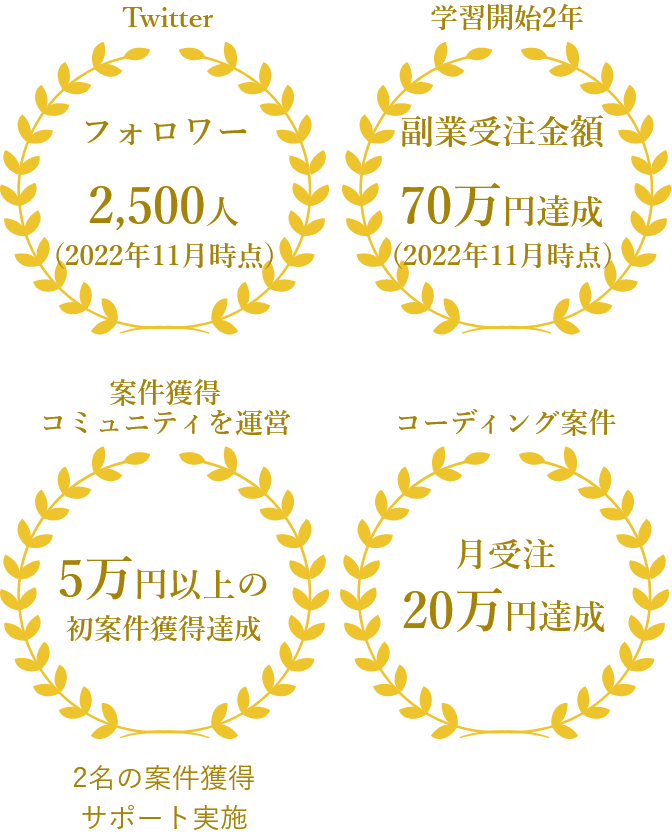 Twitter
フォロワー
2,500人
(2022年11月時点)
学習開始2年
副業受注金額
70万円達成
(2022年11月時点)
案件獲得
コミュニティを運営
5万円以上の
初案件獲得達成
2名の案件獲得
サポート実施
コーディング案件
月受注
20万円達成